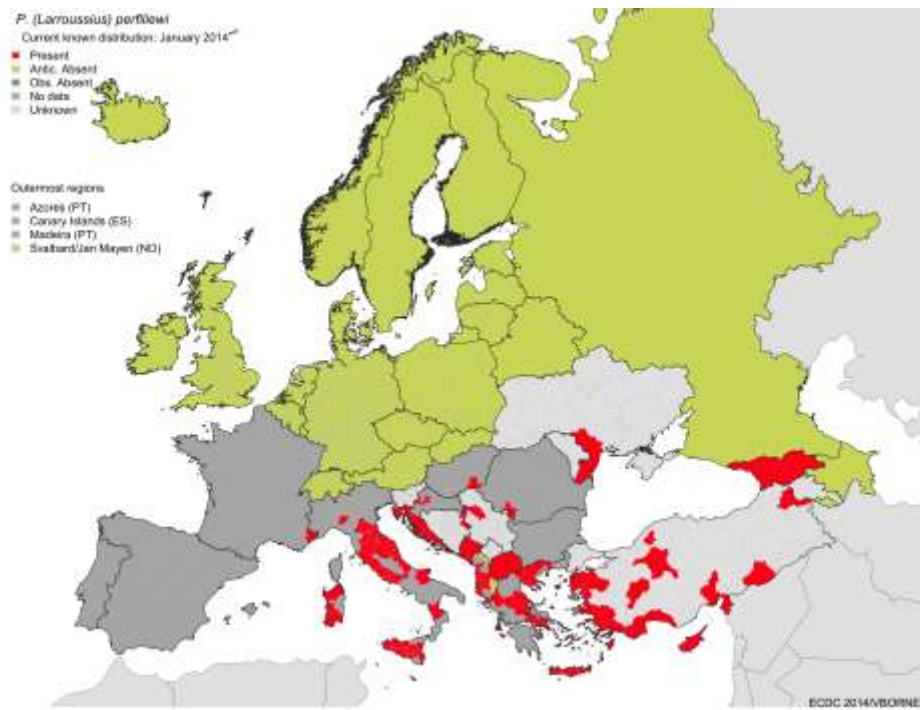 P. (Larroussius) perfiliewi
Current known distribution: January 2014
Present
Antic. Absent
Obs. Absent
No data
Unknown
Outermost regions
Azores (PT)
Canary Islands (ES)
Madeira (PT)
Svalbard/Jan Mayen (NO)
ECDC 2014/VBORNE